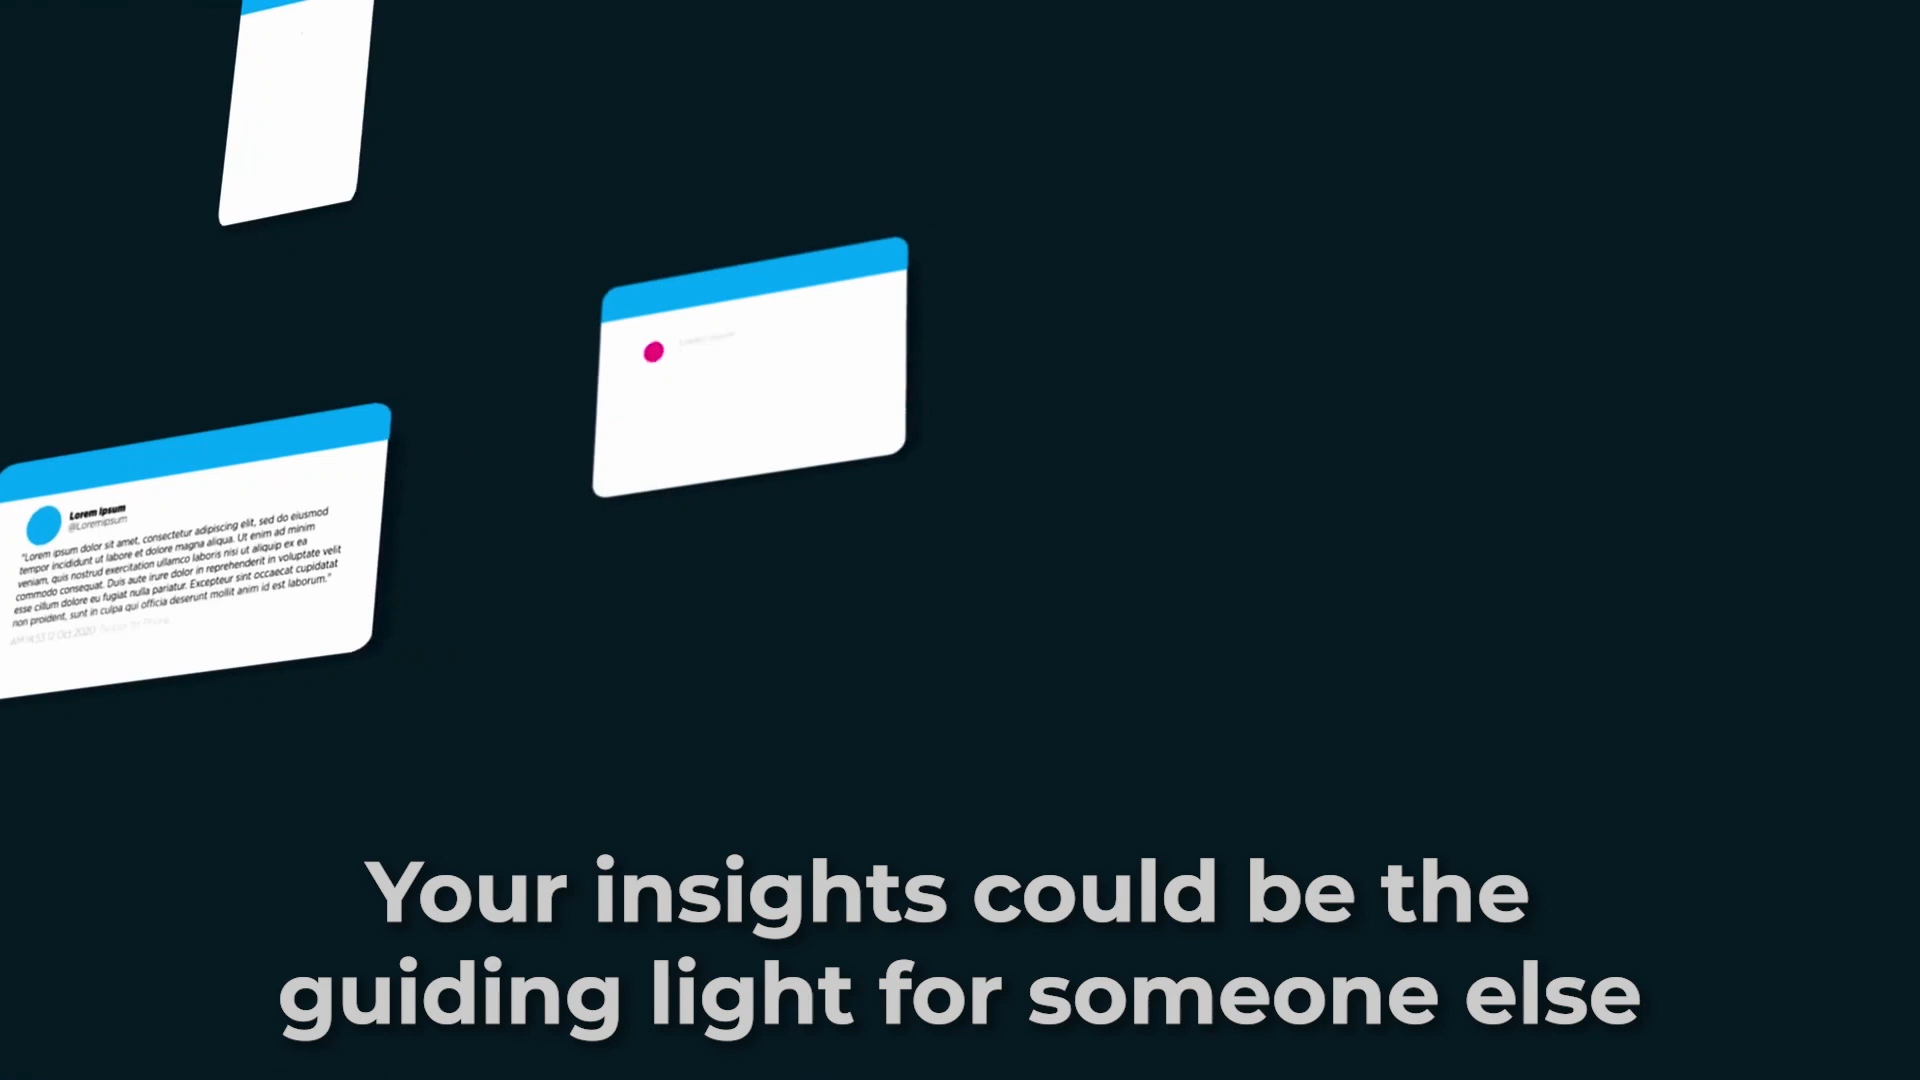 Lorem Ipsum
@Loremipsum
"Lorem ipsum dolor sit amet, consectetur adipiscing elit, sed do eiusmod
tempor incididunt ut labore et dolore magna aliqua. Ut enim ad minim
veniam, quis nostrud exercitation ullamco laboris nisi ut aliquip ex ea
commodo consequat. Duis aute irure dolor in reprehenderit in voluptate velit
esse cillum dolore eu fugiat nulla pariatur. Excepteur sint occaecat cupidatat
non proident, sunt in culpa qui officia deserunt mollit anim id est laborum."
Your insights could be the
guiding light for someone else